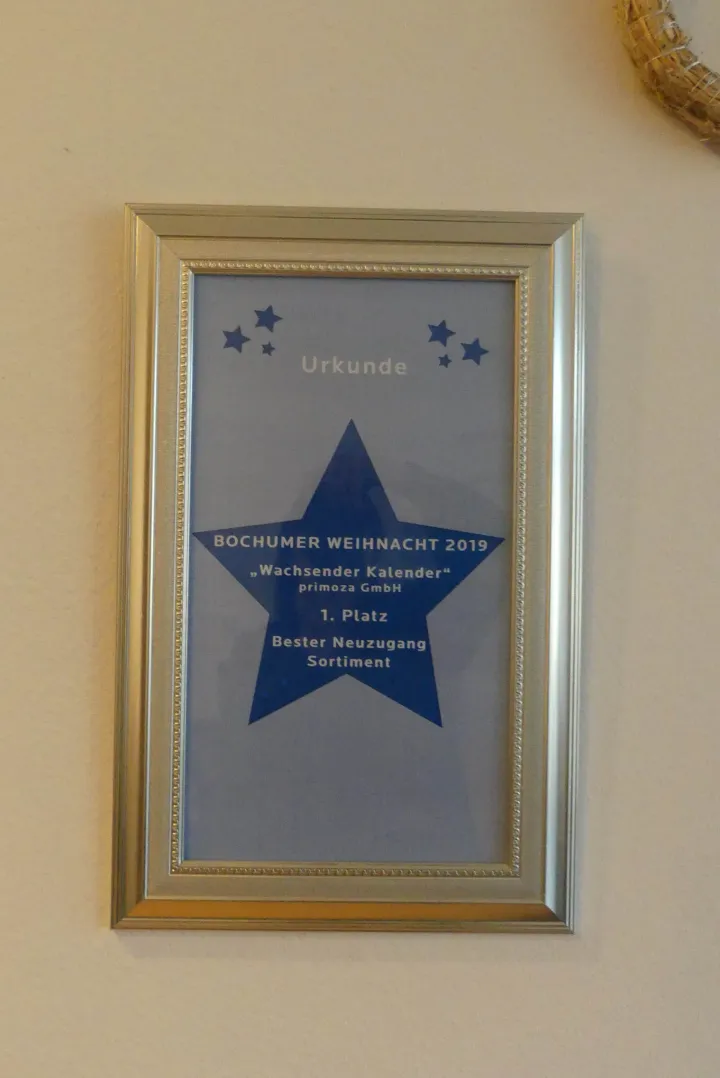 Urkunde
BOCHUMER WEIHNACHT 2019
„Wachsender Kalender“
primoza GmbH
1. Platz
Bester Neuzugang
Sortiment